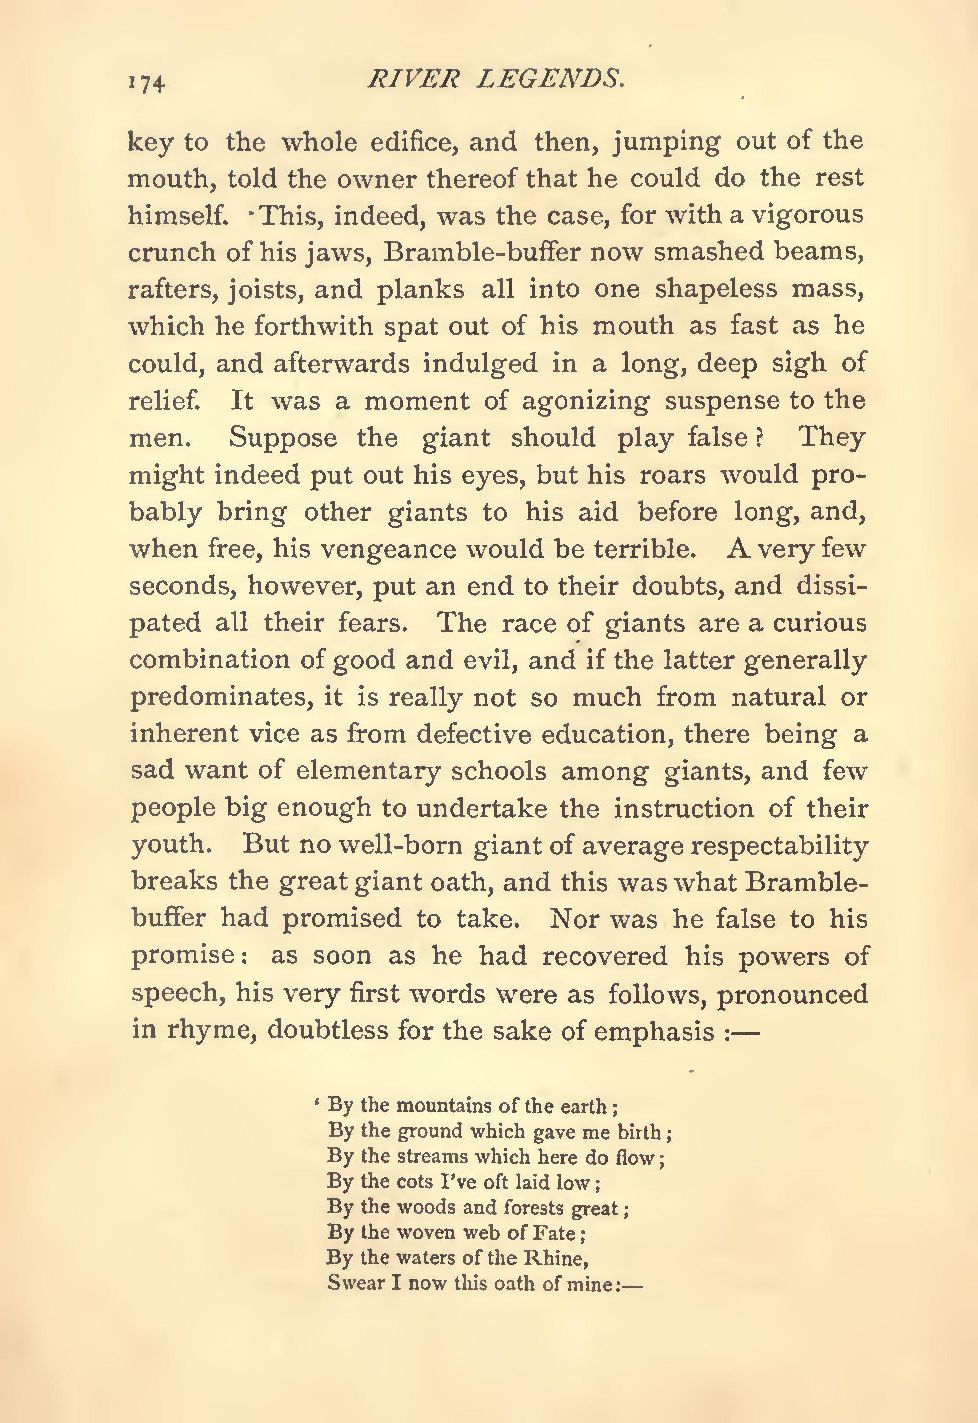 174 RIVER LEGENDS.
key to the whole edifice, and then, jumping out of the
mouth, told the owner thereof that he could do the rest
himself. This, indeed, was the case, for with a vigorous
crunch of his jaws, Bramble-buffer now smashed beams,
rafters, joists, and planks all into one shapeless mass,
which he forthwith spat out of his mouth as fast as he
could, and afterwards indulged in a long, deep sigh of
relief. It was a moment of agonizing suspense to the
men. Suppose the giant should play false? They
might indeed put out his eyes, but his roars would pro-
bably bring other giants to his aid before long, and,
when free, his vengeance would be terrible. A very few
seconds, however, put an end to their doubts, and dissi-
pated all their fears. The race of giants are a curious
combination of good and evil, and if the latter generally
predominates, it is really not so much from natural or
inherent vice as from defective education, there being a
sad want of elementary schools among giants, and few
people big enough to undertake the instruction of their
youth. But no well-born giant of average respectability
breaks the great giant oath, and this was what Bramble-
buffer had promised to take. Nor was he false to his
promise: as soon as he had recovered his powers of
speech, his very first words were as follows, pronounced
in rhyme, doubtless for the sake of emphasis :—
‘ By the mountains of the earth;
By the ground which gave me birth;
By the streams which here do flow;
By the cots I've oft laid low;
By the woods and forests great;
By the woven web of Fate;
By the waters of the Rhine,
Swear I now this oath of mine:—